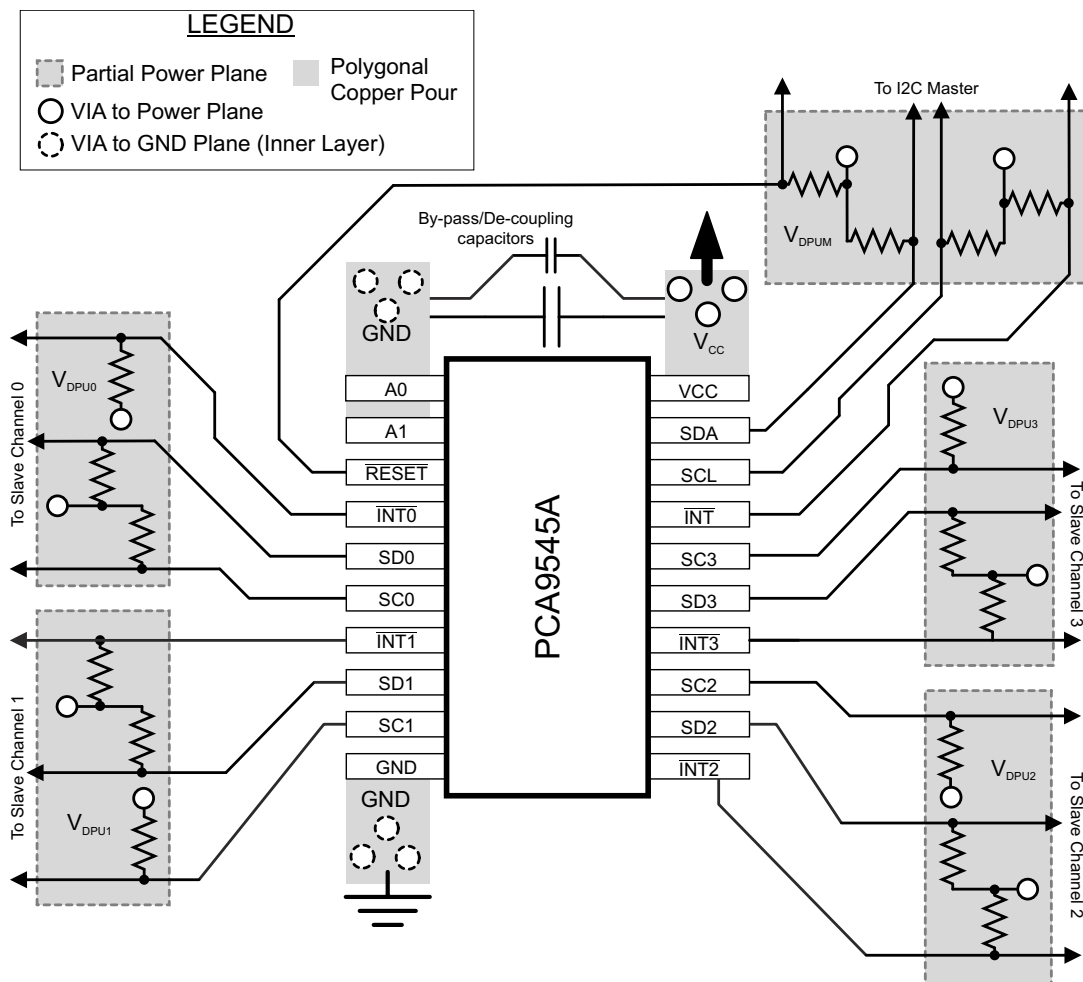 LEGEND
Partial Power Plane
Polygonal
Copper Pour
VIA to Power Plane
VIA to GND Plane (Inner Layer)
To I2C Master
By-pass/De-coupling
capacitors
VDPUM
GND
VCC
VDPU0
To Slave Channel 0
VDPU1
To Slave Channel 1
A0
A1
RESET
INT0
SD0
SC0
INT1
SD1
SC1
GND
GND
PCA9545A
VCC
SDA
SCL
INT
SC3
SD3
INT3
SC2
SD2
INT2
VDPU3
To Slave Channel 3
VDPU2
To Slave Channel 2